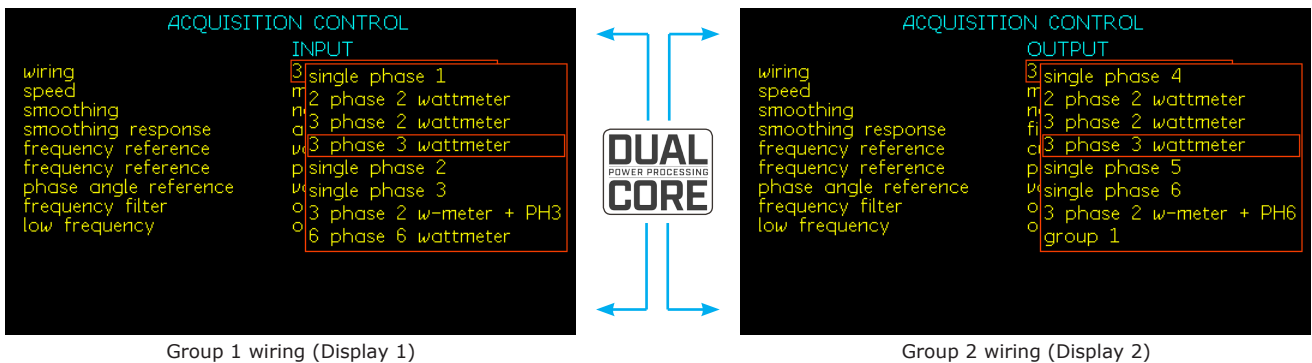 ACQUISITION CONTROL
INPUT
wiring
speed
smoothing
smoothing response
frequency reference
frequency reference
phase angle reference
frequency filter
low frequency
3
single phase 1
2 phase 2 wattmeter
3 phase 2 wattmeter
3 phase 3 wattmeter
single phase 2
single phase 3
3 phase 2 w-meter + PH3
6 phase 6 wattmeter
Group 1 wiring (Display 1)
DUAL
POWER PROCESSING
CORE
ACQUISITION CONTROL
OUTPUT
wiring
speed
smoothing
smoothing response
frequency reference
frequency reference
phase angle reference
frequency filter
low frequency
3
single phase 4
2 phase 2 wattmeter
3 phase 2 wattmeter
3 phase 3 wattmeter
single phase 5
single phase 6
3 phase 2 w-meter + PH6
group 1
Group 2 wiring (Display 2)